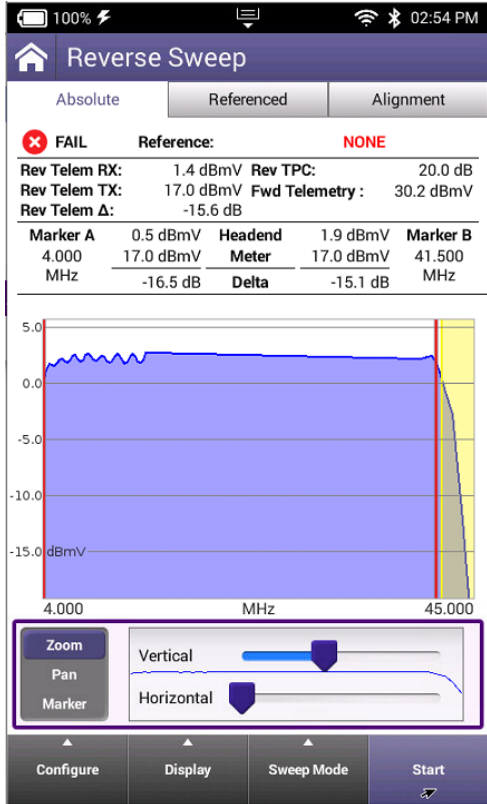 100% 02:54 PM
Reverse Sweep
Absolute Referenced Alignment
FAIL Reference: NONE
Rev Telem RX: 1.4 dBmV Rev TPC: 20.0 dB
Rev Telem TX: 17.0 dBmV Fwd Telemetry : 30.2 dBmV
Rev Telem Δ: -15.6 dB
Marker A 0.5 dBmV Headend 1.9 dBmV Marker B
4.000 17.0 dBmV Meter 17.0 dBmV 41.500
MHz -16.5 dB Delta -15.1 dB MHz
5.0
0.0
-5.0
-10.0
-15.0 dBmV
4.000 MHz 45.000
Zoom
Pan
Marker
Vertical
Horizontal
Configure Display Sweep Mode Start